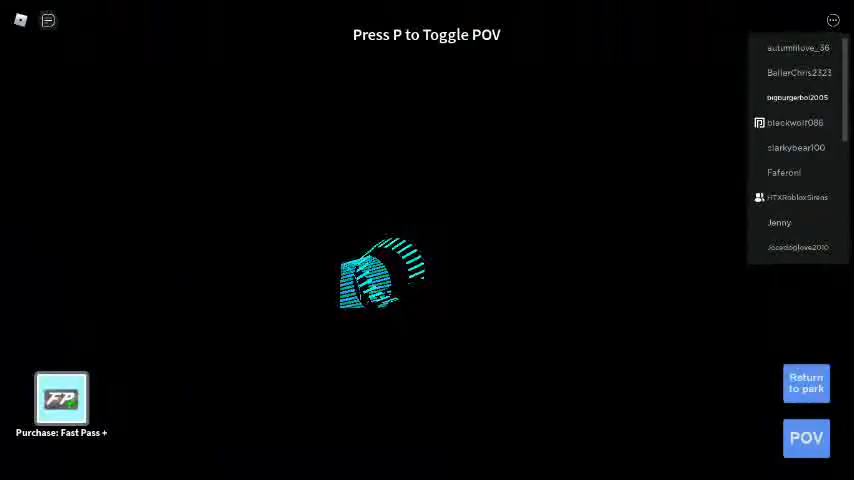 Press P to Toggle POV
autumnlove_36
BallerChris2323
bigburgerboi2005
blackwolf086
clarkybear100
Faferoni
HTXRobloxSirens
Jenny
Jocedoglove2010
FP
Purchase: Fast Pass +
Return
to park
POV